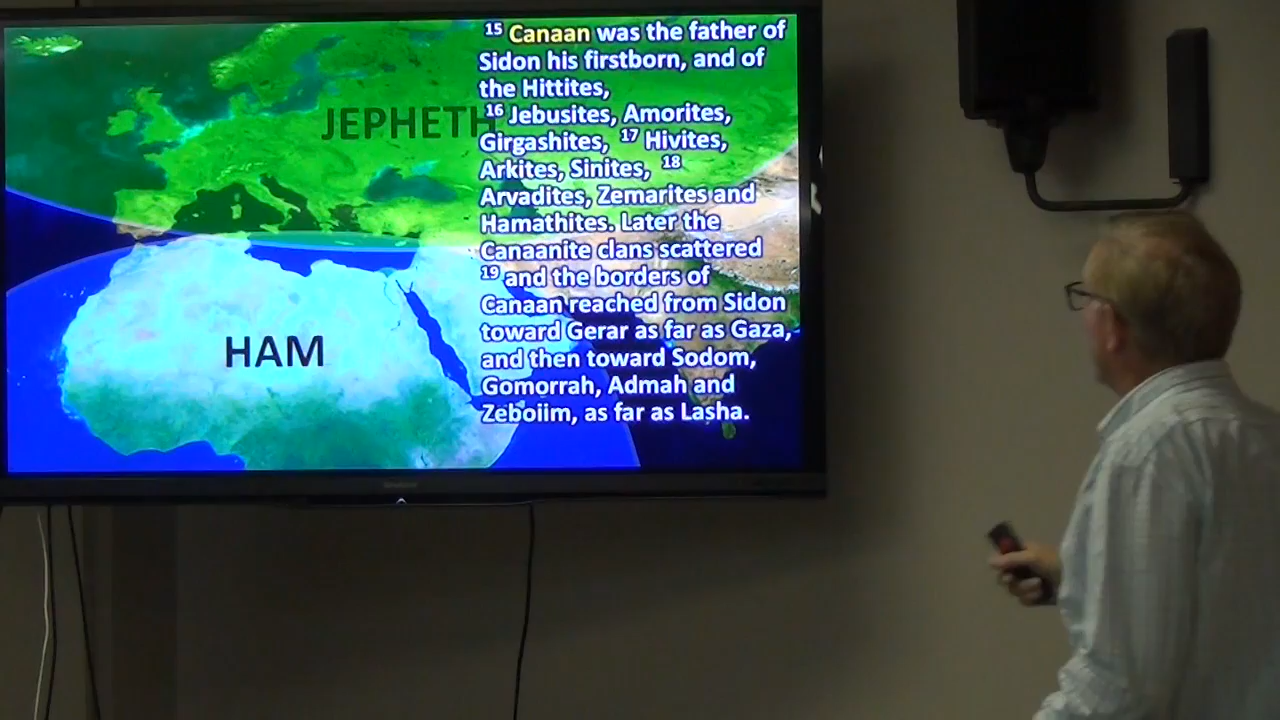 15 Canaan was the father of
Sidon his firstborn, and of
the Hittites,
16 Jebusites, Amorites,
Girgashites, 17 Hivites,
Arkites, Sinites, 18
Arvadites, Zemarites and
Hamathites. Later the
Canaanite clans scattered
19 and the borders of
Canaan reached from Sidon
toward Gerar as far as Gaza,
and then toward Sodom,
Gomorrah, Admah and
Zeboiim, as far as Lasha.
JEPHETH
HAM